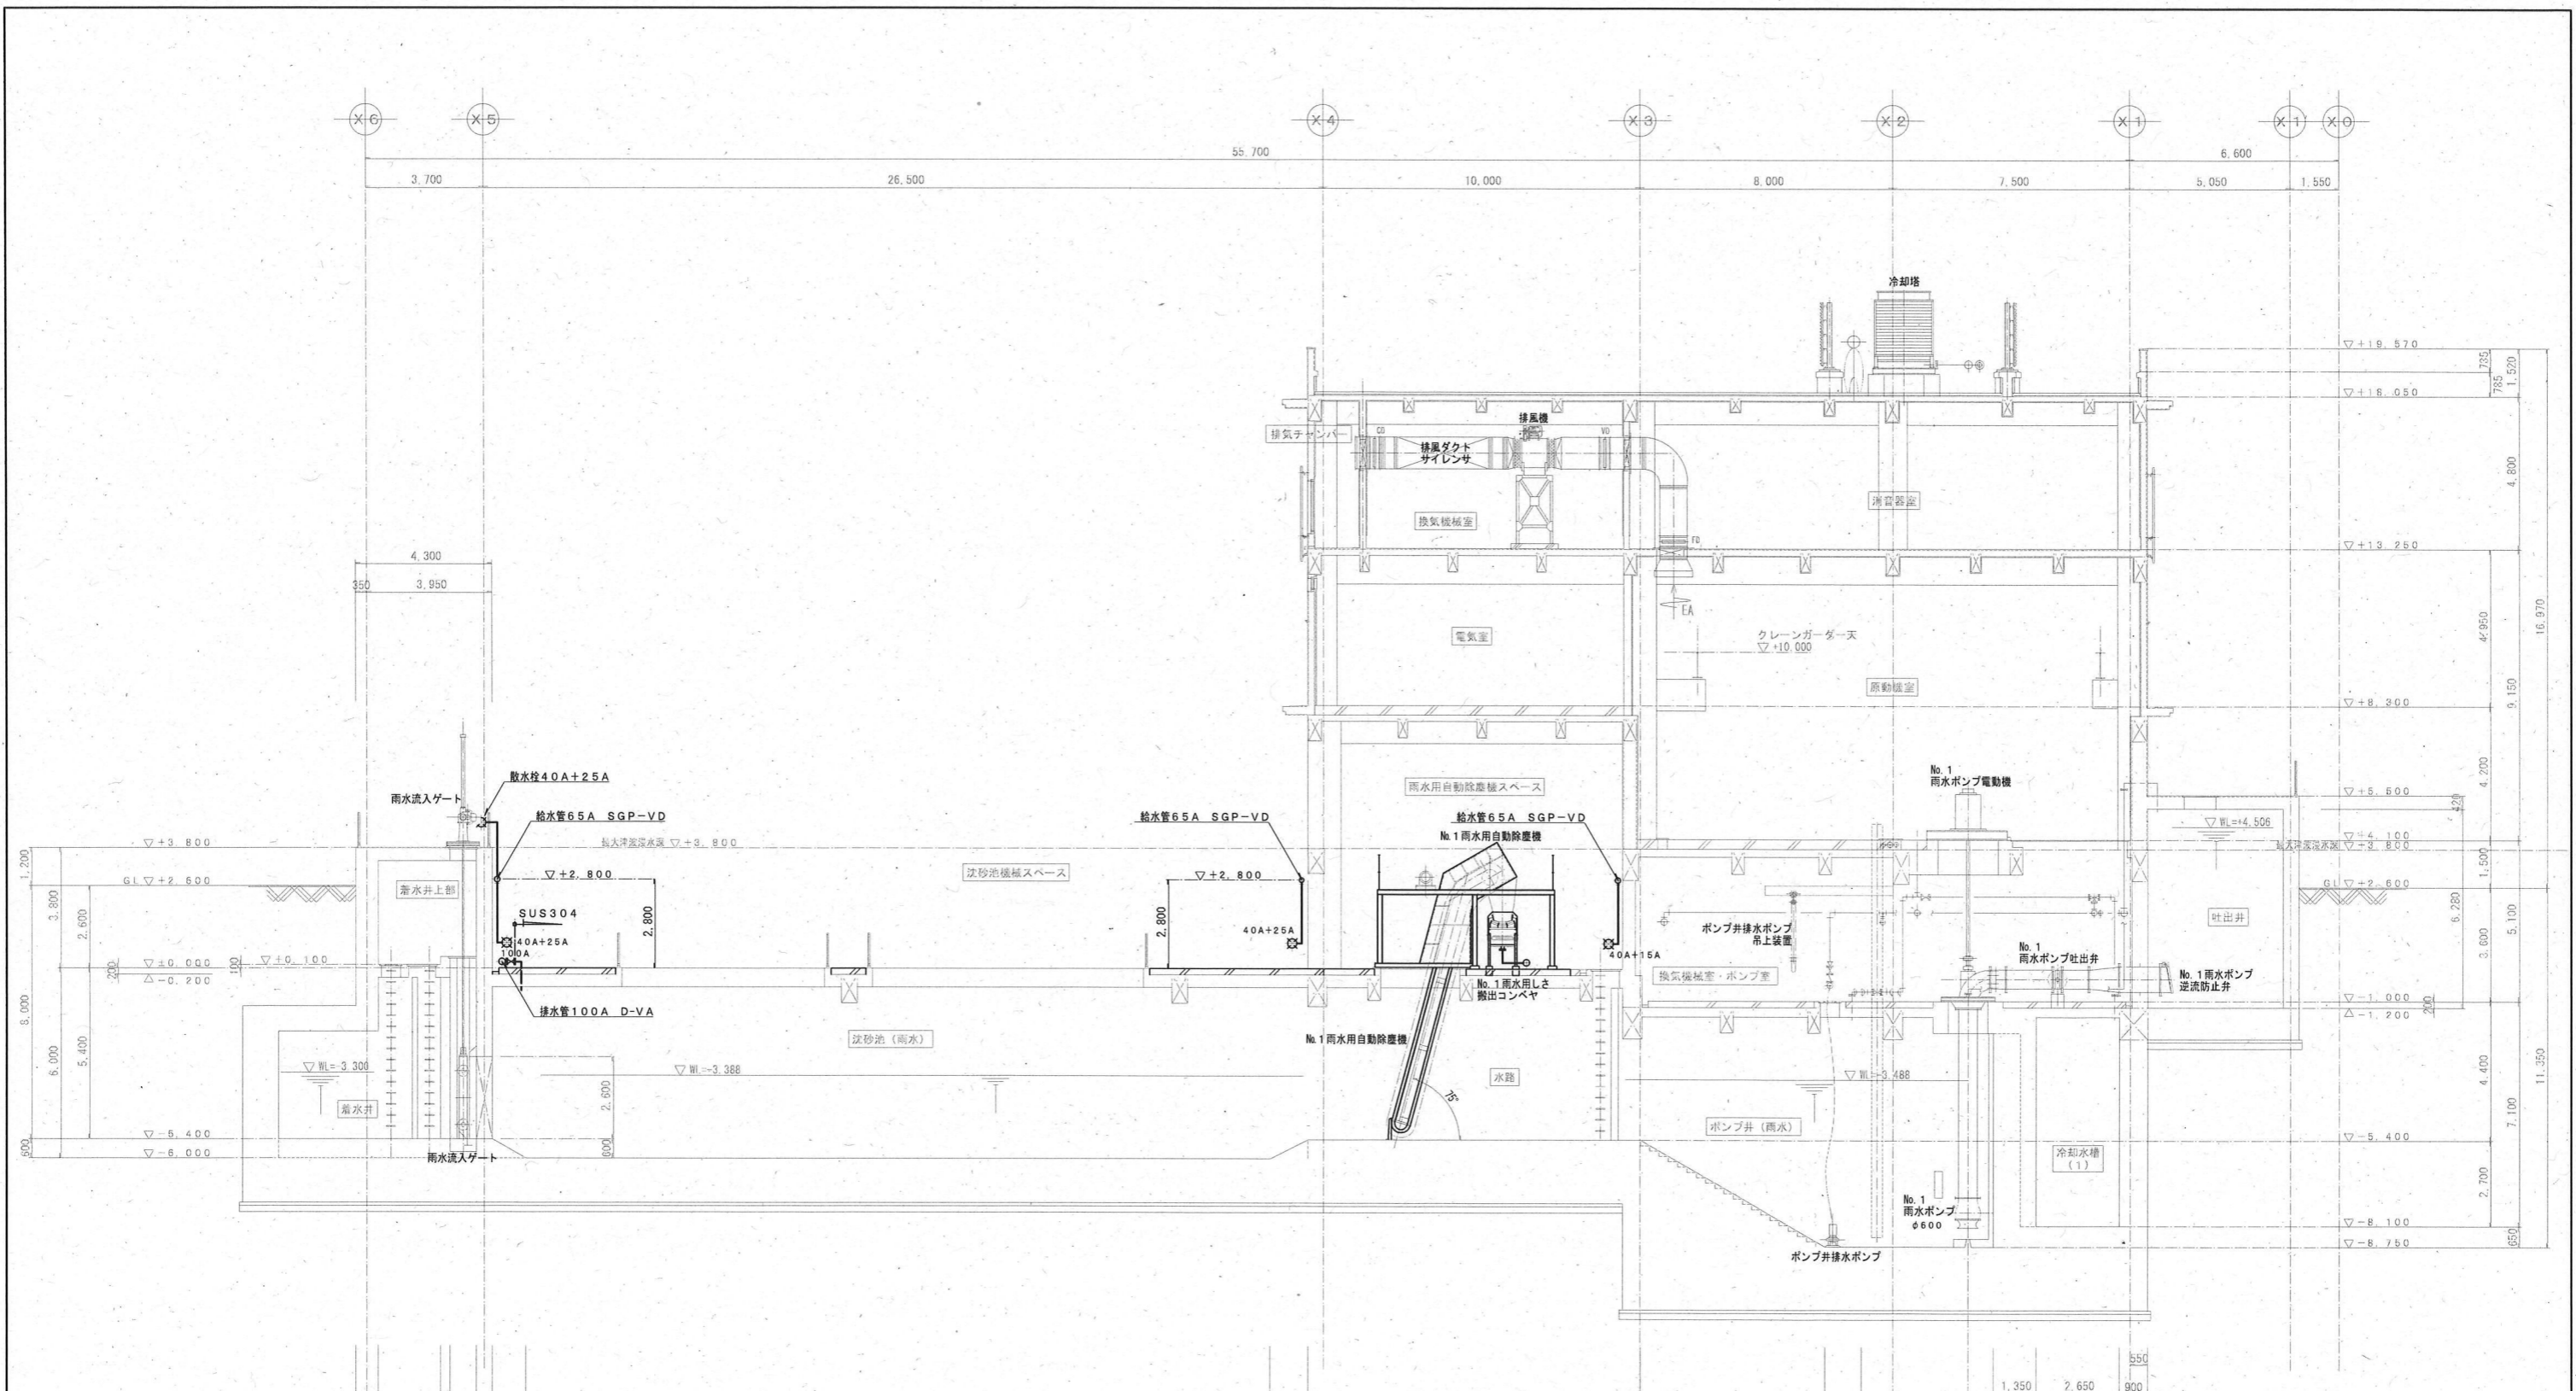 X6
X5
X4
X3
X2
X1
X1
X0
55,700
6,600
3,700
26,500
10,000
8,000
7,500
5,050
1,550
冷却塔
▽+19,570
735
785
1,520
▽+18,050
排風機
排気チャンバー
CD
VD
排風ダクト
サイレンサ
4,800
消音器室
換気機械室
FD
▽+13,250
4,300
350
3,950
EA
電気室
クレーンガーダー天
▽+10,000
4,950
16,970
原動機室
9,150
▽+8,300
散水栓40A+25A
雨水流入ゲート
雨水用自動除塵機スペース
No.1
雨水ポンプ電動機
4,200
▽+5,500
420
給水管65A SGP-VD
給水管65A SGP-VD
給水管65A SGP-VD
▽WL=+4,506
No.1雨水用自動除塵機
▽+4,100
▽+3,800
▽+3,800
▽+3,800
1,200
1,500
GL▽+2,600
GL▽+2,600
着水井上部
▽+2,800
沈砂池機械スペース
▽+2,800
3,800
2,600
2,800
2,800
SUS304
40A+25A
100A
40A+25A
40A+15A
ポンプ井排水ポンプ
吊上装置
吐出井
6,280
5,100
3,600
No.1
雨水ポンプ吐出弁
200
▽±0,000
100
▽+0,100
△-0,200
換気機械室・ポンプ室
No.1雨水ポンプ
逆流防止弁
No.1雨水用しさ
搬出コンベヤ
▽-1,000
△-1,200
200
排水管100A D-VA
8,000
6,000
5,400
沈砂池(雨水)
No.1雨水用自動除塵機
▽WL=-3,300
▽WL=-3,388
▽WL=-3,488
水路
75°
2,600
4,400
11,350
着水井
ポンプ井(雨水)
7,100
▽-5,400
▽-5,400
600
▽-6,000
600
雨水流入ゲート
冷却水槽
(1)
2,700
No.1
雨水ポンプ
φ600
▽-8,100
ポンプ井排水ポンプ
▽-8,750
650
550
1,350
2,650
900